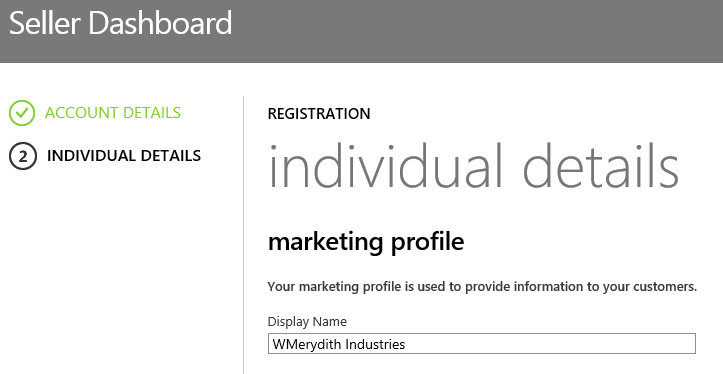 Seller Dashboard
ACCOUNT DETAILS
2 INDIVIDUAL DETAILS
REGISTRATION
individual details
marketing profile
Your marketing profile is used to provide information to your customers.
Display Name
WMerydith Industries